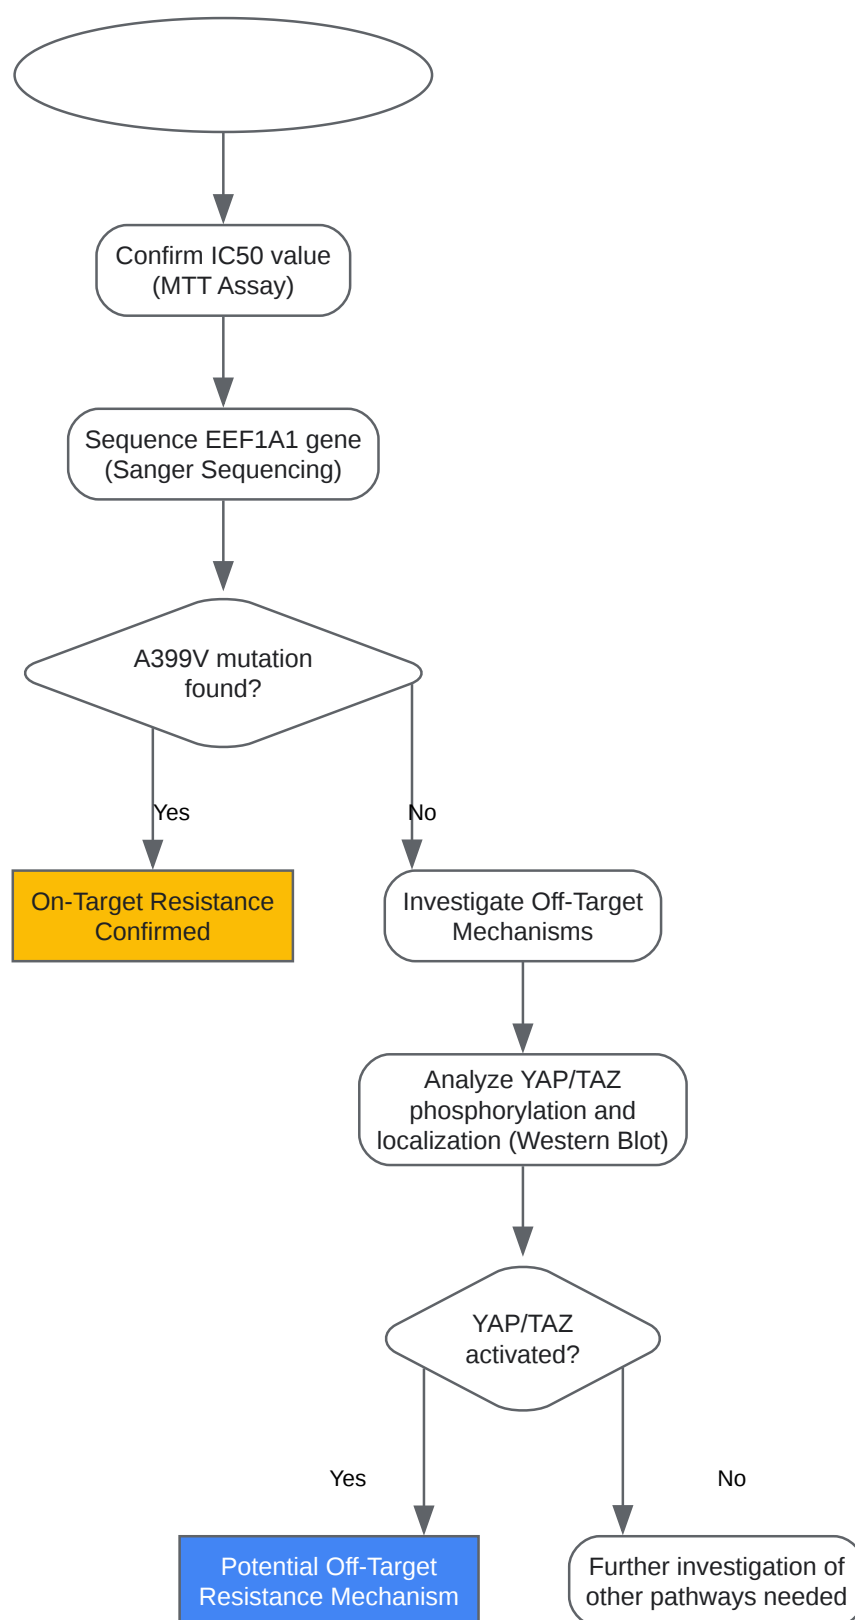 Confirm IC50 value
(MTT Assay)
Sequence EEF1A1 gene
(Sanger Sequencing)
A399V mutation
found?
Yes
No
On-Target Resistance
Confirmed
Investigate Off-Target
Mechanisms
Analyze YAP/TAZ
phosphorylation and
localization (Western Blot)
YAP/TAZ
activated?
Yes
No
Potential Off-Target
Resistance Mechanism
Further investigation of
other pathways needed